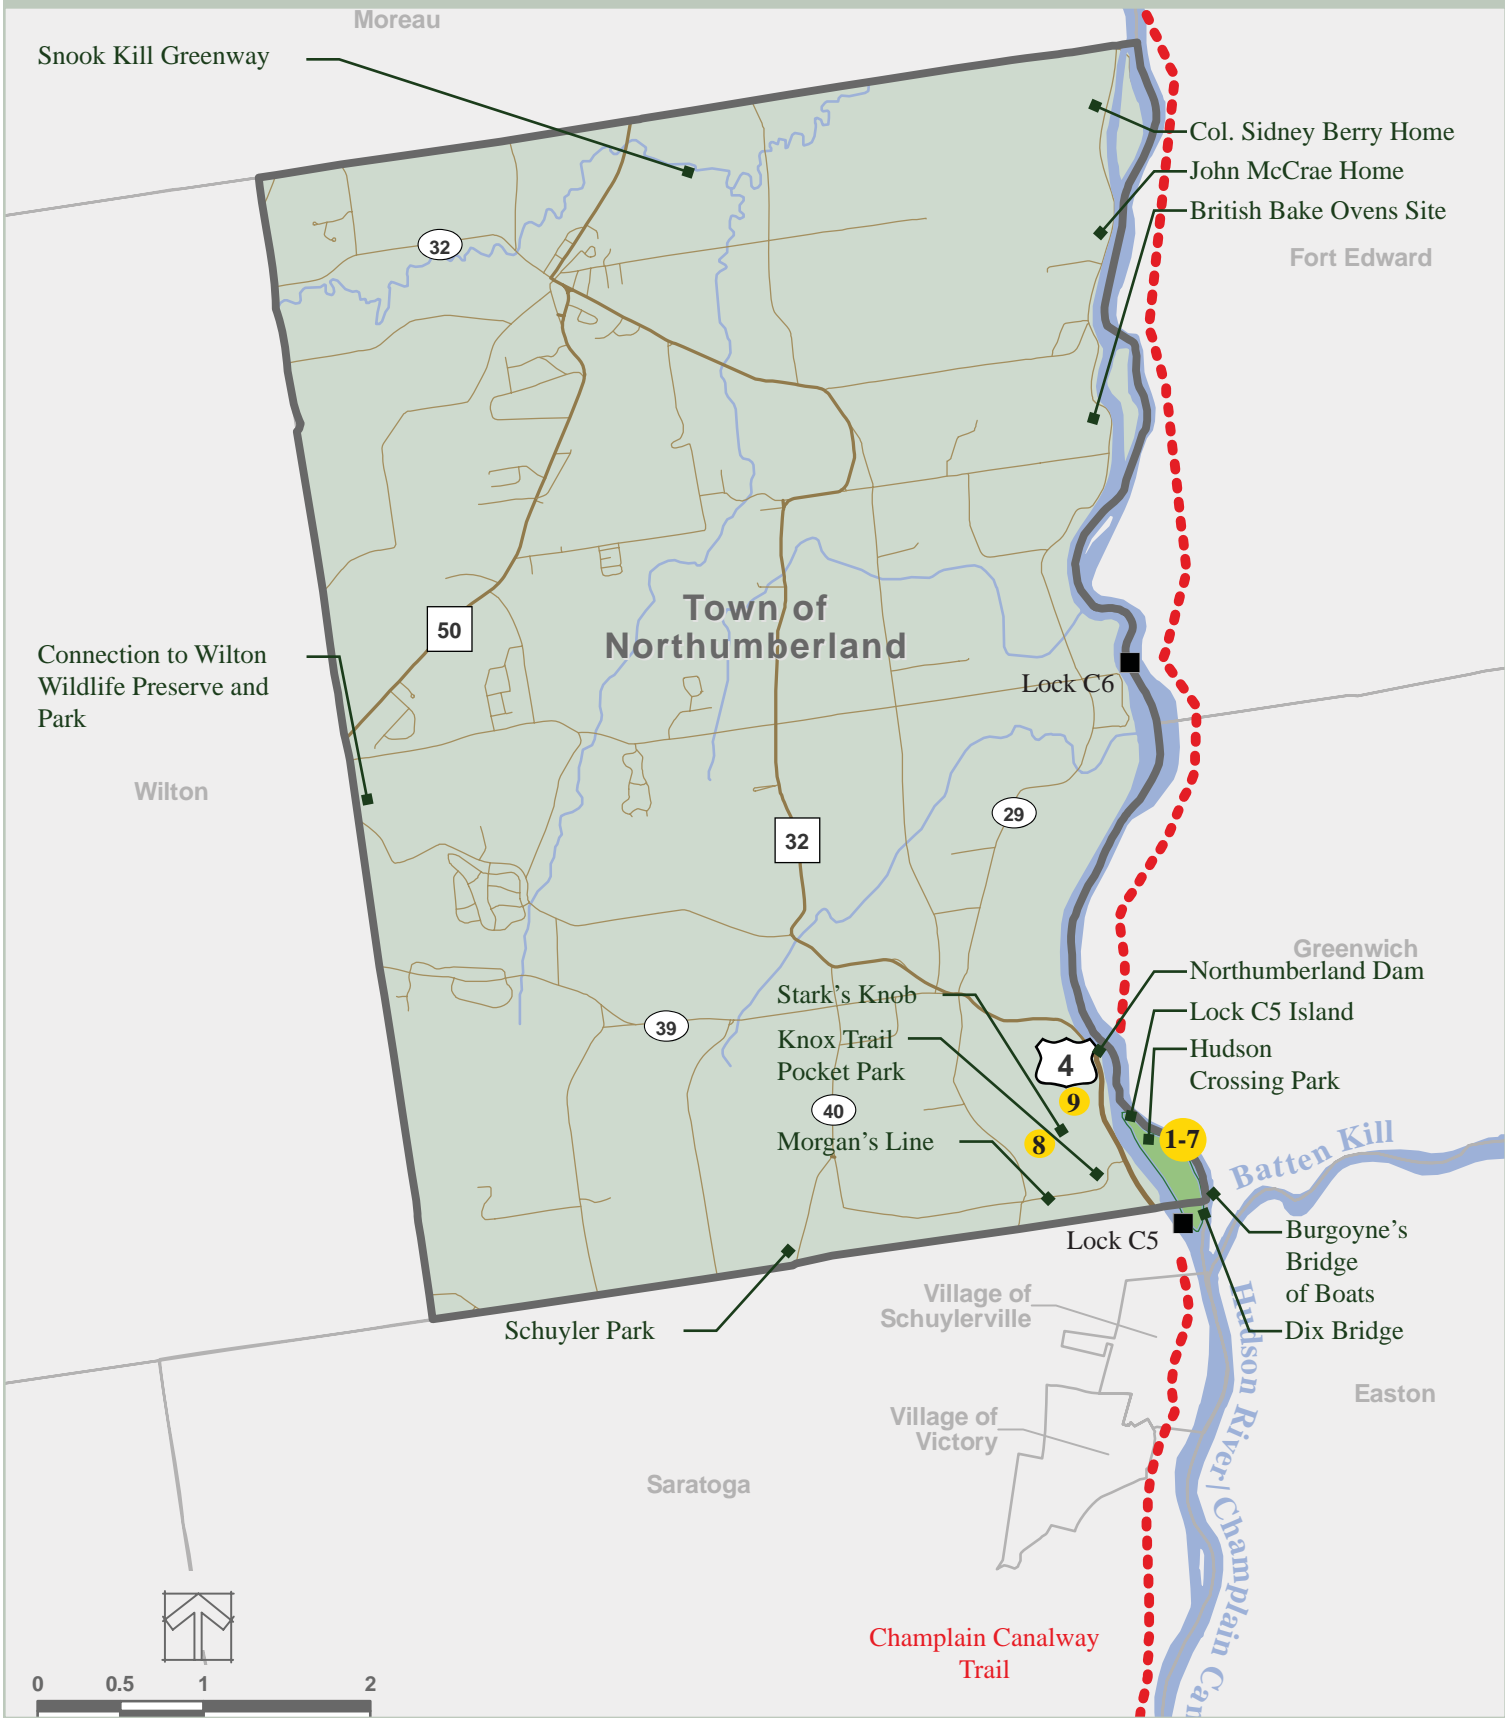 Moreau
Snook Kill Greenway
Col. Sidney Berry Home
John McCrae Home
British Bake Ovens Site
32
Fort Edward
Town of
Northumberland
50
Connection to Wilton
Wildlife Preserve and
Park
Lock C6
Wilton
29
32
Greenwich
Northumberland Dam
Stark's Knob
Lock C5 Island
39
Knox Trail
Pocket Park
Hudson
Crossing Park
4
9
40
8
Morgan's Line
1-7
Batten Kill
Lock C5
Burgoyne's
Bridge
of Boats
Village of
Schuylerville
Schuyler Park
Dix Bridge
Easton
Village of
Victory
Saratoga
Hudson River/Champlain Can
Champlain Canalway
Trail
0 0.5 1 2